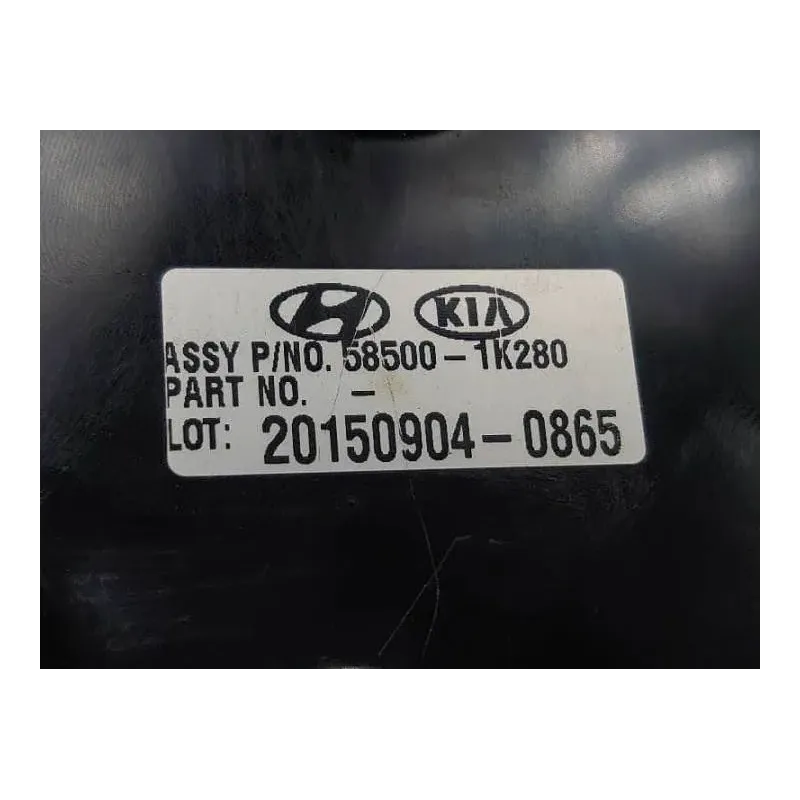 KIA
ASSY P/NO. 58500-1K280
PART NO. -
LOT: 20150904-0865